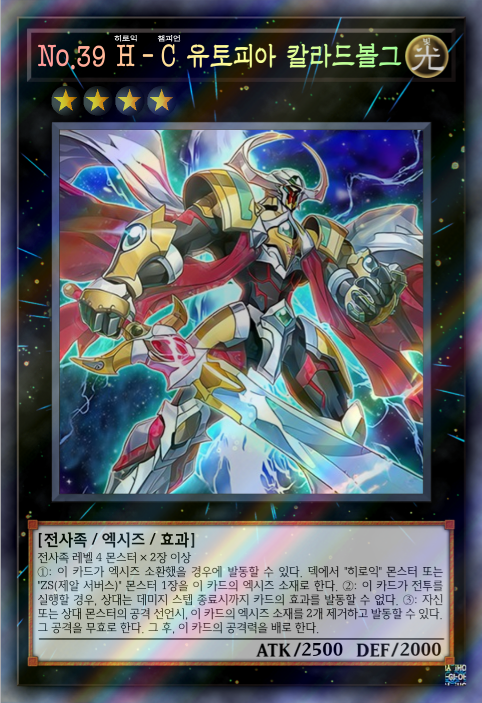 히로익 챔피언
No.39 H-C 유토피아 칼라드볼그
光
[전사족 / 엑시즈 / 효과]
전사족 레벨 4 몬스터 × 2장 이상
①: 이 카드가 엑시즈 소환했을 경우에 발동할 수 있다. 덱에서 "히로익" 몬스터 또는
"ZS(제알 서버스)" 몬스터 1장을 이 카드의 엑시즈 소재로 한다. ②: 이 카드가 전투를
실행할 경우, 상대는 데미지 스텝 종료시까지 카드의 효과를 발동할 수 없다. ③: 자신
또는 상대 몬스터의 공격 선언시, 이 카드의 엑시즈 소재를 2개 제거하고 발동할 수 있다.
그 공격을 무효로 한다. 그 후, 이 카드의 공격력을 배로 한다.
ATK/2500 DEF/2000